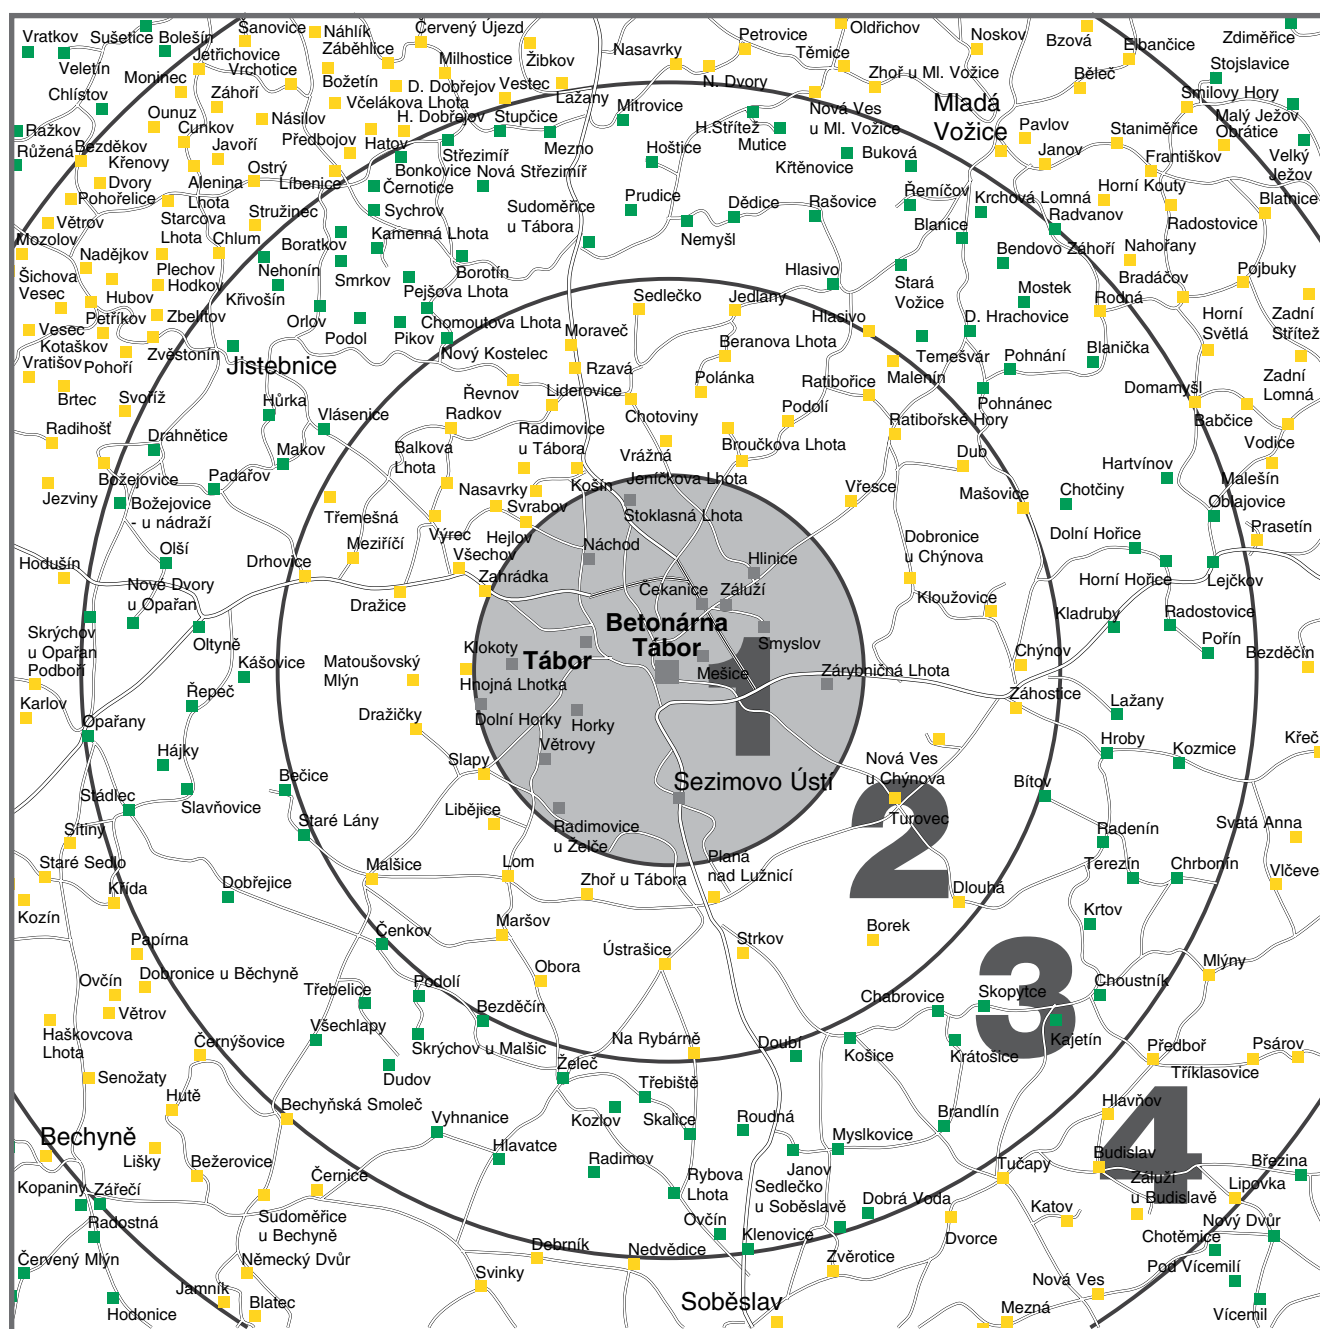 Vratkov
Sušetice
Bolešín
Šanovice
Náhlík
Záběhlice
Červený Újezd
Oldřichov
Noskov
Bzová
Elbančice
Zdiměřice
Veletín
Jetřichovice
Vrchotice
Božetín
Milhostice
Žibkov
Nasavrky
Petrovice
Těmice
Běleč
Stojslavice
Moninec
Chlístov
Záhoří
D. Dobřejov
Vestec
Lažany
N. Dvory
Zhoř u Ml. Vožice
Smilovy Hory
Včelákova Lhota
Mitrovice
Nová Ves
u Ml. Vožice
Mladá
Vožice
Malý Ježov
Ounuz
Násilov
H. Dobřejov
Stupčice
H.Střítež
Pavlov
Staniměřice
Obrátice
Ražkov
Cunkov
Předbojov
Hatov
Mutice
Růžená
Bezděkov
Javoří
Střezimíř
Mezno
Hoštice
Buková
Janov
Františkov
Velký
Ježov
Křenovy
Ostrý
Bonkovice
Nová Střezimíř
Křtěnovice
Dvory
Alenina
Lhota
Líbenice
Černotice
Prudice
Řemíčov
Krchová Lomná
Horní Kouty
Blatnice
Pohořelice
Starcova
Lhota
Stružinec
Sychrov
Sudoměřice
u Tábora
Dědice
Rašovice
Radvanov
Radostovice
Větrov
Mozolov
Chlum
Boratkov
Kamenná Lhota
Nemyšl
Blanice
Bendovo Záhoří
Nahořany
Nadějkov
Šichova
Vesec
Plechov
Hodkov
Nehonín
Smrkov
Borotín
Hlasivo
Stará
Vožice
Bradáčov
Pojbuky
Hubov
Křivošín
Pejšova Lhota
Sedlečko
Jedlany
Mostek
Rodná
Horní
Světlá
Zadní
Střítež
Petříkov
Zbelítov
Orlov
Chomoutova Lhota
Moraveč
Hlasivo
D. Hrachovice
Vesec
Kotaškov
Zvěstonín
Podol
Pikov
Nový Kostelec
Beranova Lhota
Temešvár
Pohnání
Blanička
Vratišov
Pohoří
Jistebnice
Rzavá
Polánka
Ratibořice
Malenín
Domamyšl
Zadní
Lomná
Brtec
Svoříž
Hůrka
Vlásenice
Řevnov
Liderovice
Pohnánec
Babčice
Radkov
Radimovice
u Tábora
Chotoviny
Podolí
Ratibořské Hory
Vodice
Radihošť
Drahnětice
Makov
Balkova
Lhota
Vrážná
Broučkova Lhota
Dub
Hartvínov
Malešín
Božejovice
Padařov
Košín
Jeníčkova Lhota
Jezviny
Božejovice
- u nádraží
Třemešná
Nasavrky
Svrabov
Stoklasná Lhota
Vřesce
Mašovice
Chotčiny
Oblajovice
Prasetín
Olší
Meziříčí
Výrec
Hejlov
Náchod
Dobronice
u Chýnova
Dolní Hořice
Hodušín
Drhovice
Všechov
Hlinice
Nové Dvory
u Opařan
Zahrádka
Čekanice
Záluží
Horní Hořice
Lejčkov
Dražice
Kloužovice
Skrýchov
u Opařan
Betonárna
Tábor
Kladruby
Radostovice
Podboří
Oltyně
Klokoty
Tábor
Smyslov
Pořín
Kášovice
Matoušovský
Mlýn
Mešice
1
Zárybničná Lhota
Chýnov
Bezděčín
Karlov
Řepeč
Hnojná Lhotka
Záhostice
Lažany
Opařany
Dražičky
Dolní Horky
Horky
Hájky
Větrovy
Hroby
Kozmice
Křeč
Slapy
Nová Ves
u Chýnova
Bečice
Sezimovo Ústí
Bítov
Stádlec
Slavňovice
Libějice
2
Turovec
Sítiny
Staré Lány
Radimovice
u Želče
Radenín
Svatá Anna
Staré Sedlo
Malšice
Lom
Planá
nad Lužnicí
Terezín
Chrbonín
Křída
Dobřejice
Zhoř u Tábora
Dlouhá
Vlčeves
Kozín
Krtov
Papírna
Čenkov
Maršov
Ústrašice
Strkov
Borek
Mlýny
Ovčín
Dobronice u Běchyně
Třebelice
Podolí
Obora
3
Choustník
Větrov
Bezděčín
Chabrovice
Skopytce
Haškovcova
Lhota
Černýšovice
Všechlapy
Skrýchov u Malšic
Na Rybárně
Doubí
Košice
Krátošice
Kajetín
Předboř
Psárov
Senožaty
Dudov
Želeč
Třebiště
Tříklasovice
Hutě
Bechyňská Smoleč
Vyhnanice
Kozlov
Skalice
Roudná
Brandlín
Hlavňov
4
Bechyně
Lišky
Bežerovice
Hlavatce
Radimov
Myslkovice
Budislav
Březina
Kopaniny
Zářečí
Černice
Rybova
Lhota
Janov
Tučapy
Záluží
u Budislavě
Lipovka
Radostná
Sudoměřice
u Bechyně
Ovčín
Sedlečko
u Soběslavě
Dobrá Voda
Katov
Nový Dvůr
Červený Mlýn
Německý Dvůr
Debrník
Nedvědice
Klenovice
Zvěrotice
Dvorce
Chotěmice
Pod Vícemilí
Jamník
Svinky
Nová Ves
Hodonice
Blatec
Soběslav
Mezná
Vícemil